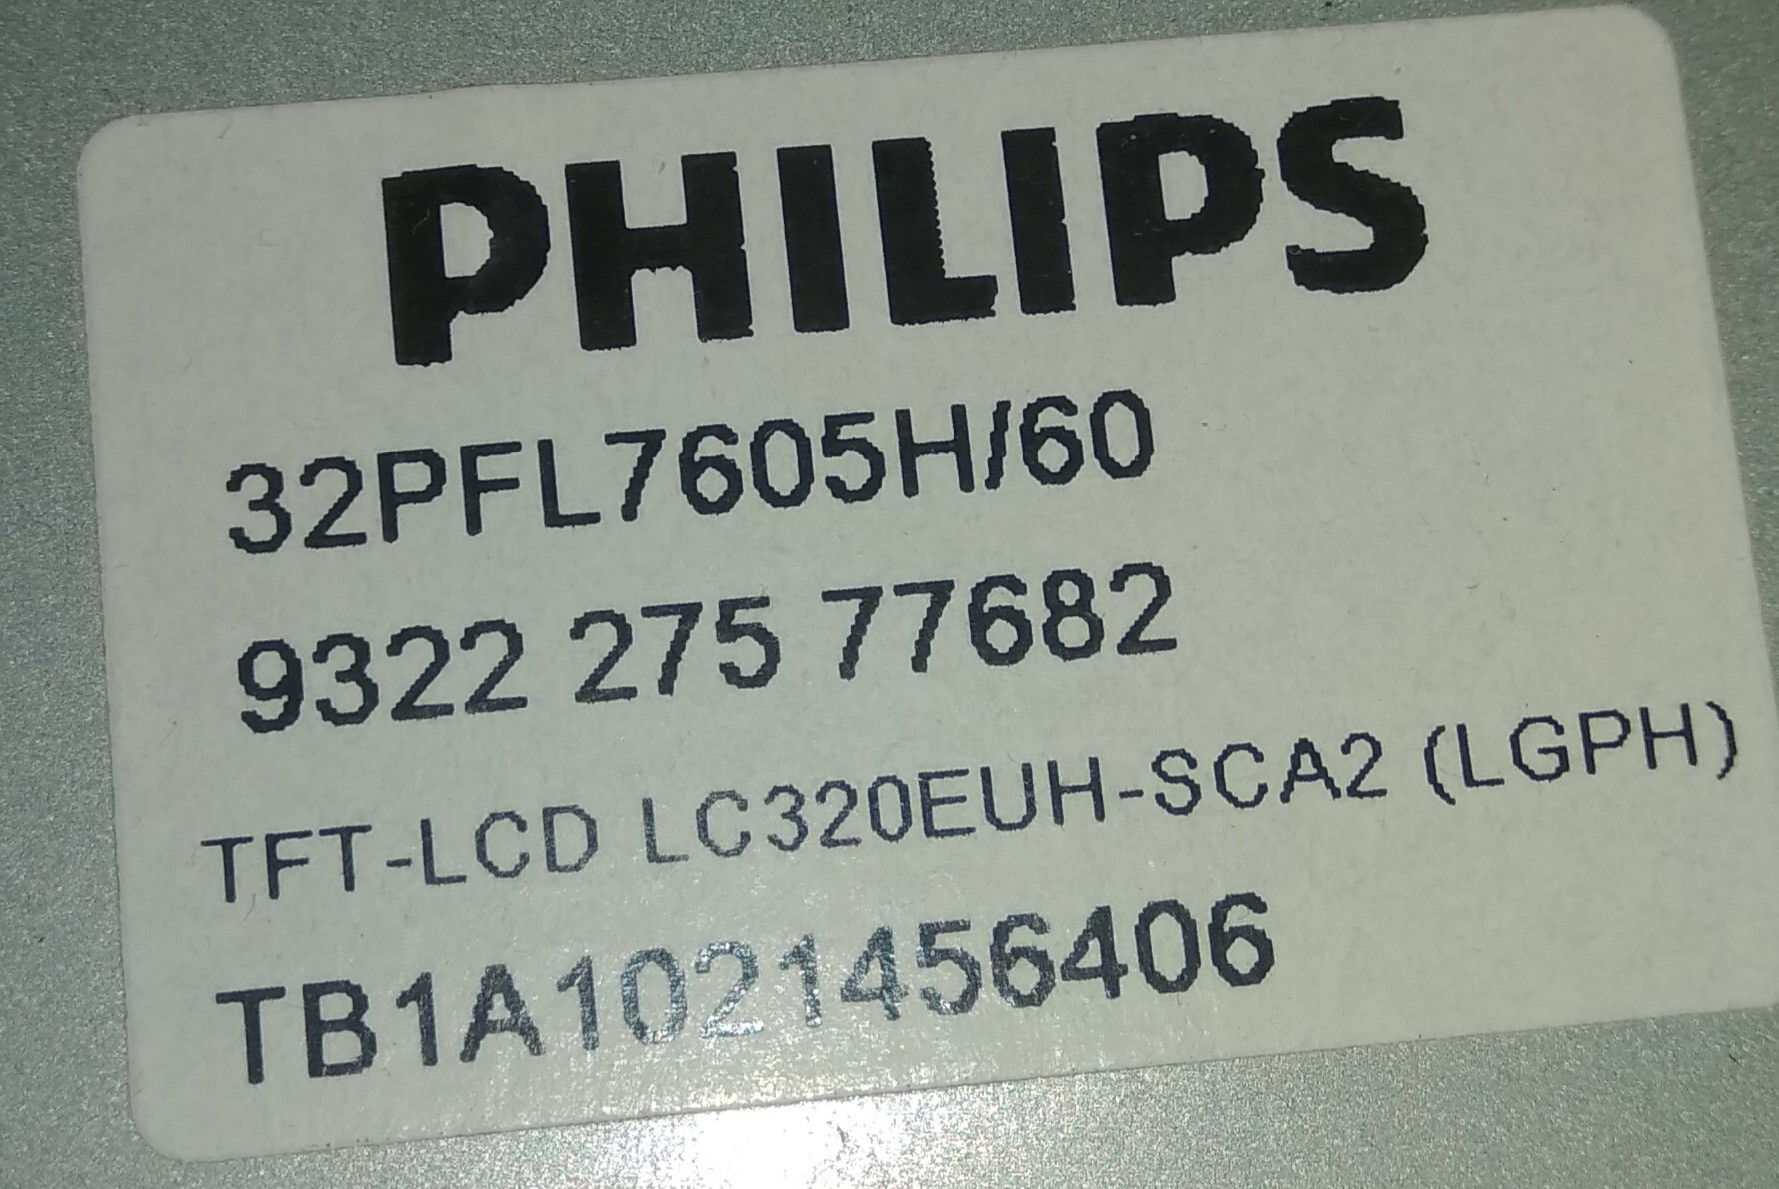 PHILIPS
32PFL7605H/60
9322 275 77682
TFT-LCD LC320EUH-SCA2 (LGPH)
TB1A1021456406